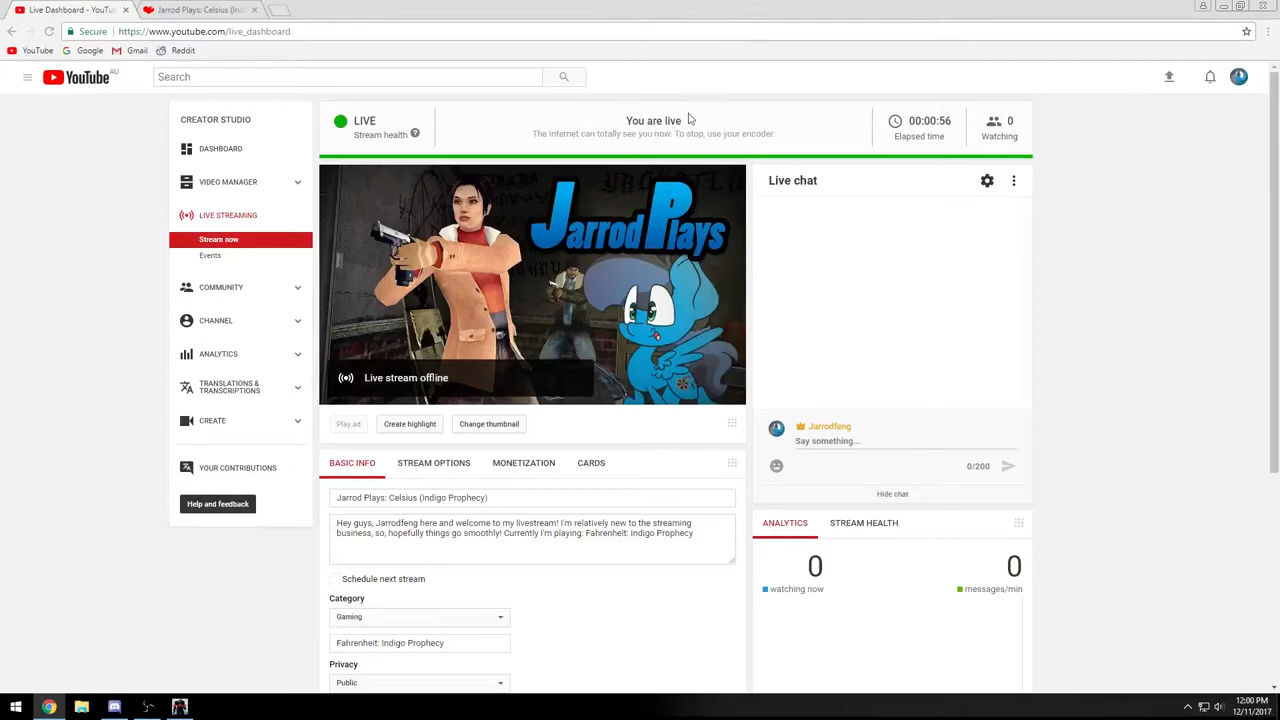 Live Dashboard - YouTu
Jarrod Plays: Celsius (Ind
Secure
https://www.youtube.com/live_dashboard
YouTube
Google
Gmail
Reddit
YouTube AU
Search
CREATOR STUDIO
DASHBOARD
VIDEO MANAGER
LIVE STREAMING
Stream now
Events
COMMUNITY
CHANNEL
ANALYTICS
TRANSLATIONS &
TRANSCRIPTIONS
CREATE
YOUR CONTRIBUTIONS
Help and feedback
LIVE
Stream health ?
You are live
The Internet can totally see you now. To stop, use your encoder.
00:00:56
Elapsed time
0
Watching
JarrodPlays
Live stream offline
Play ad
Create highlight
Change thumbnail
BASIC INFO
STREAM OPTIONS
MONETIZATION
CARDS
Jarrod Plays: Celsius (Indigo Prophecy)
Hey guys, Jarrodfeng here and welcome to my livestream! I'm relatively new to the streaming
business, so, hopefully things go smoothly! Currently I'm playing: Fahrenheit: Indigo Prophecy
Schedule next stream
Category
Gaming
Fahrenheit: Indigo Prophecy
Privacy
Public
Live chat
Jarrodfeng
Say something...
0/200
Hide chat
ANALYTICS
STREAM HEALTH
0
watching now
0
messages/min
12:00 PM
12/11/2017